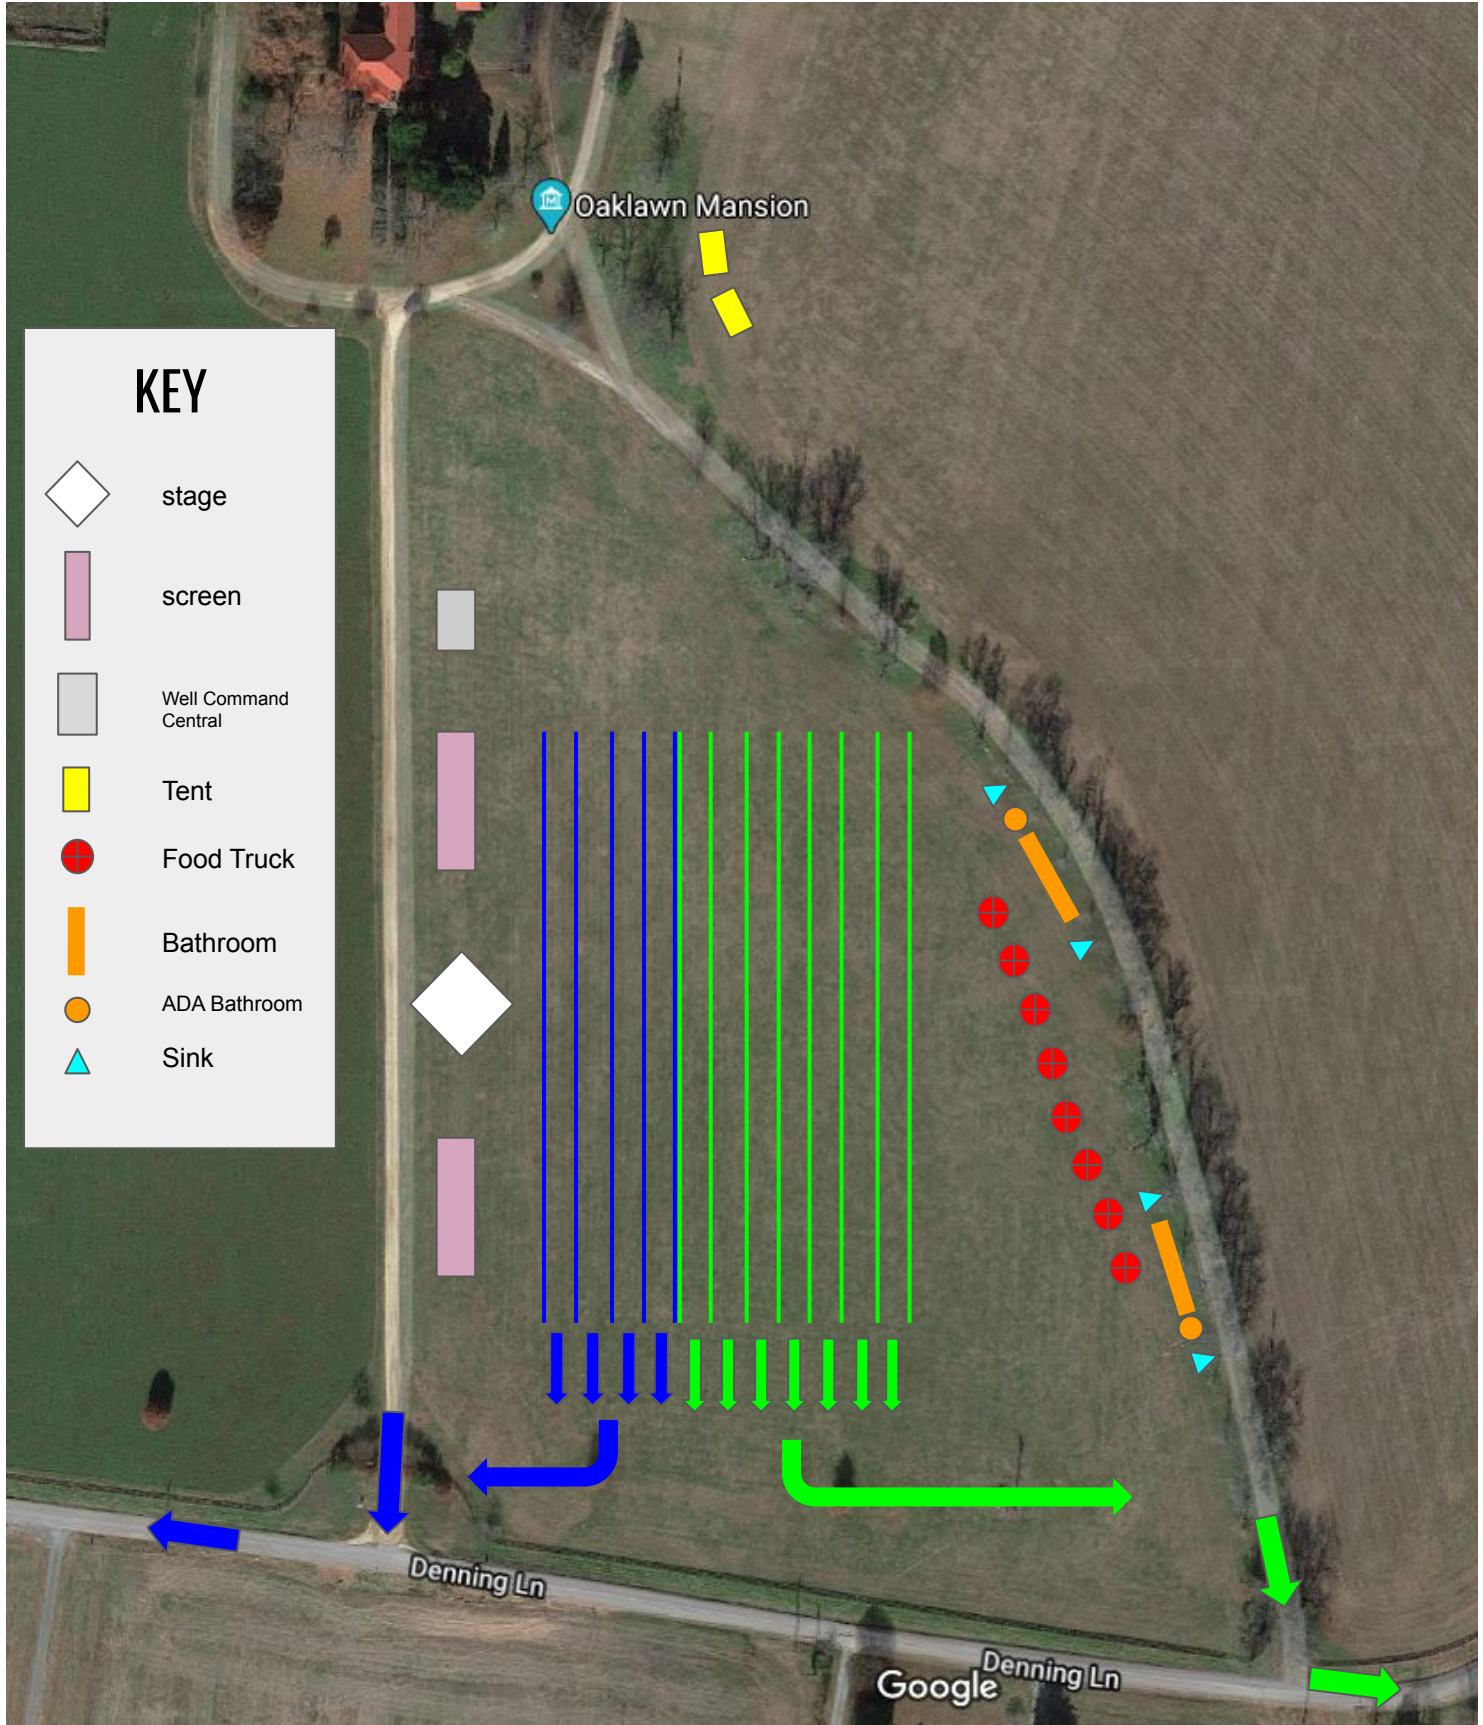 Oaklawn Mansion
KEY
stage
screen
Well Command
Central
Tent
Food Truck
Bathroom
ADA Bathroom
Sink
Denning Ln
Denning Ln
Google